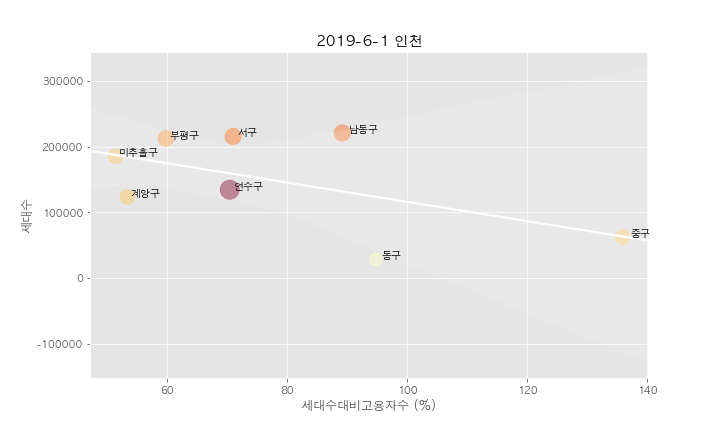 2019-6-1 인천
300000
200000
100000
0
-100000
세대수
부평구
서구
남동구
미추홀구
연수구
계양구
중구
동구
60
80
100
120
140
세대수대비고용자수 (%)